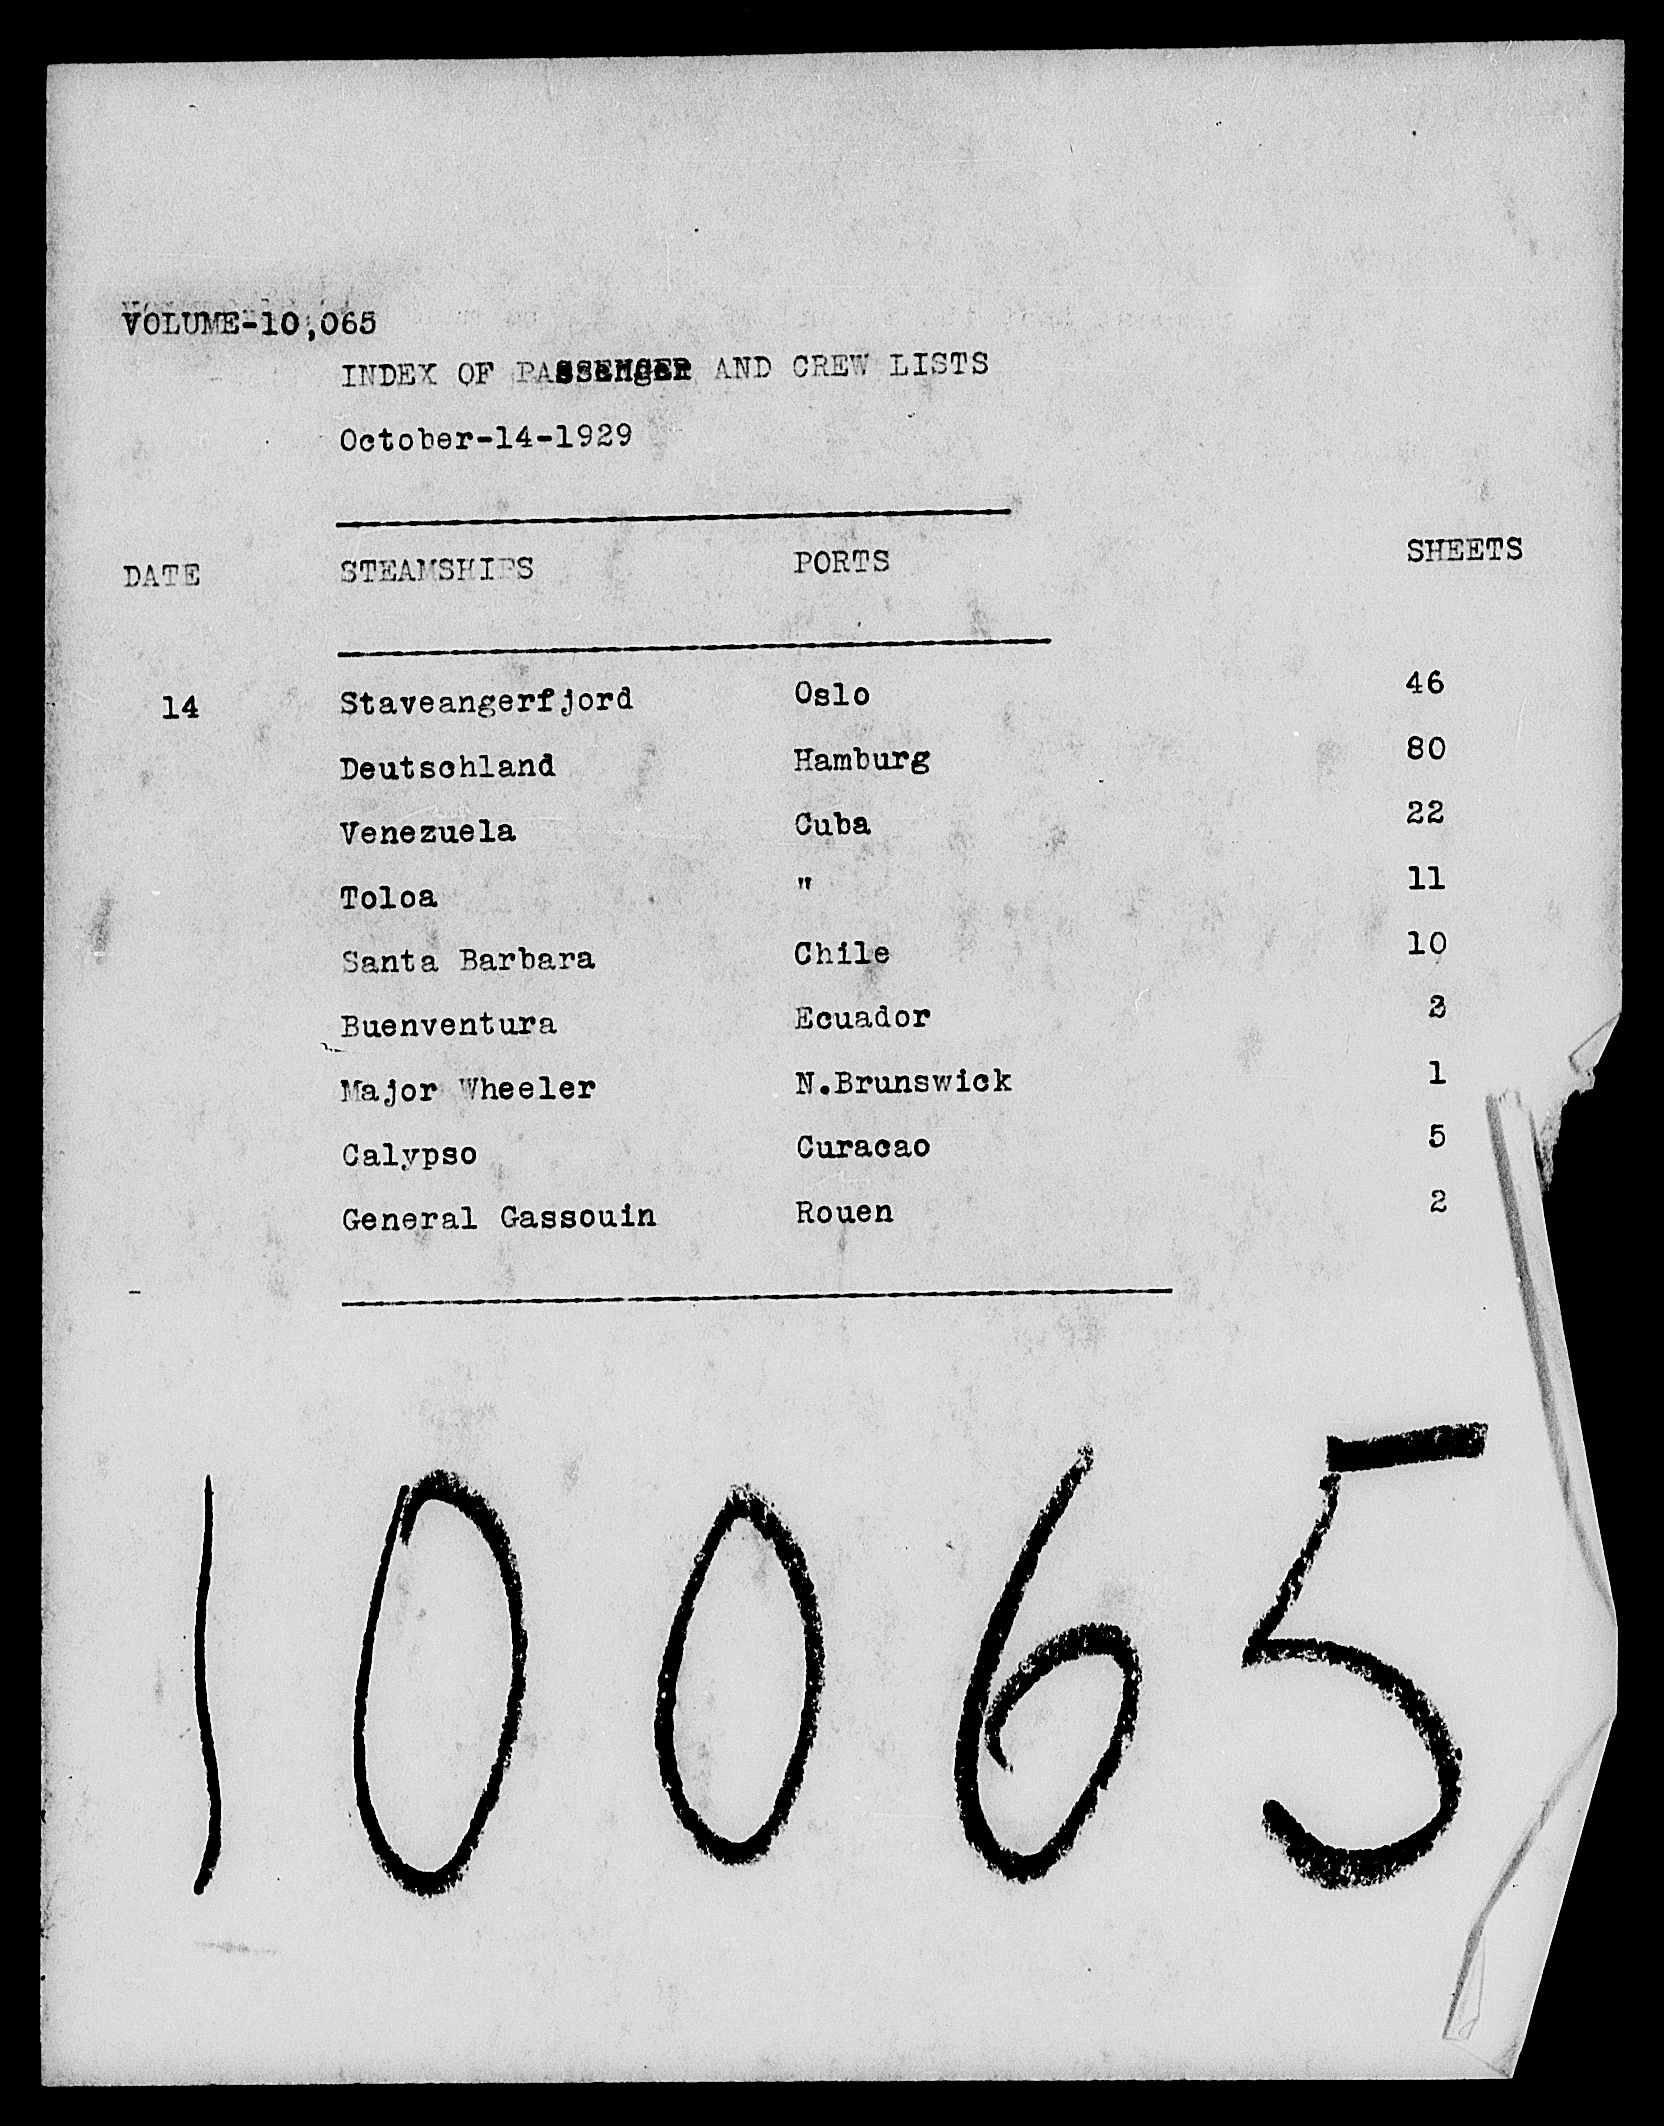 VOLUME-10,065
INDEX OF PASSENGER AND CREW LISTS
October-14-1929
DATE STEAMSHIPS PORTS SHEETS
14 Staveangerfjord Oslo 46
Deutschland Hamburg 80
Venezuela Cuba 22
Toloa " 11
Santa Barbara Chile 10
Buenventura Ecuador
Major Wheeler N.Brunswick 1
Calypso Curacao 5
General Gassouin Rouen 2
10065